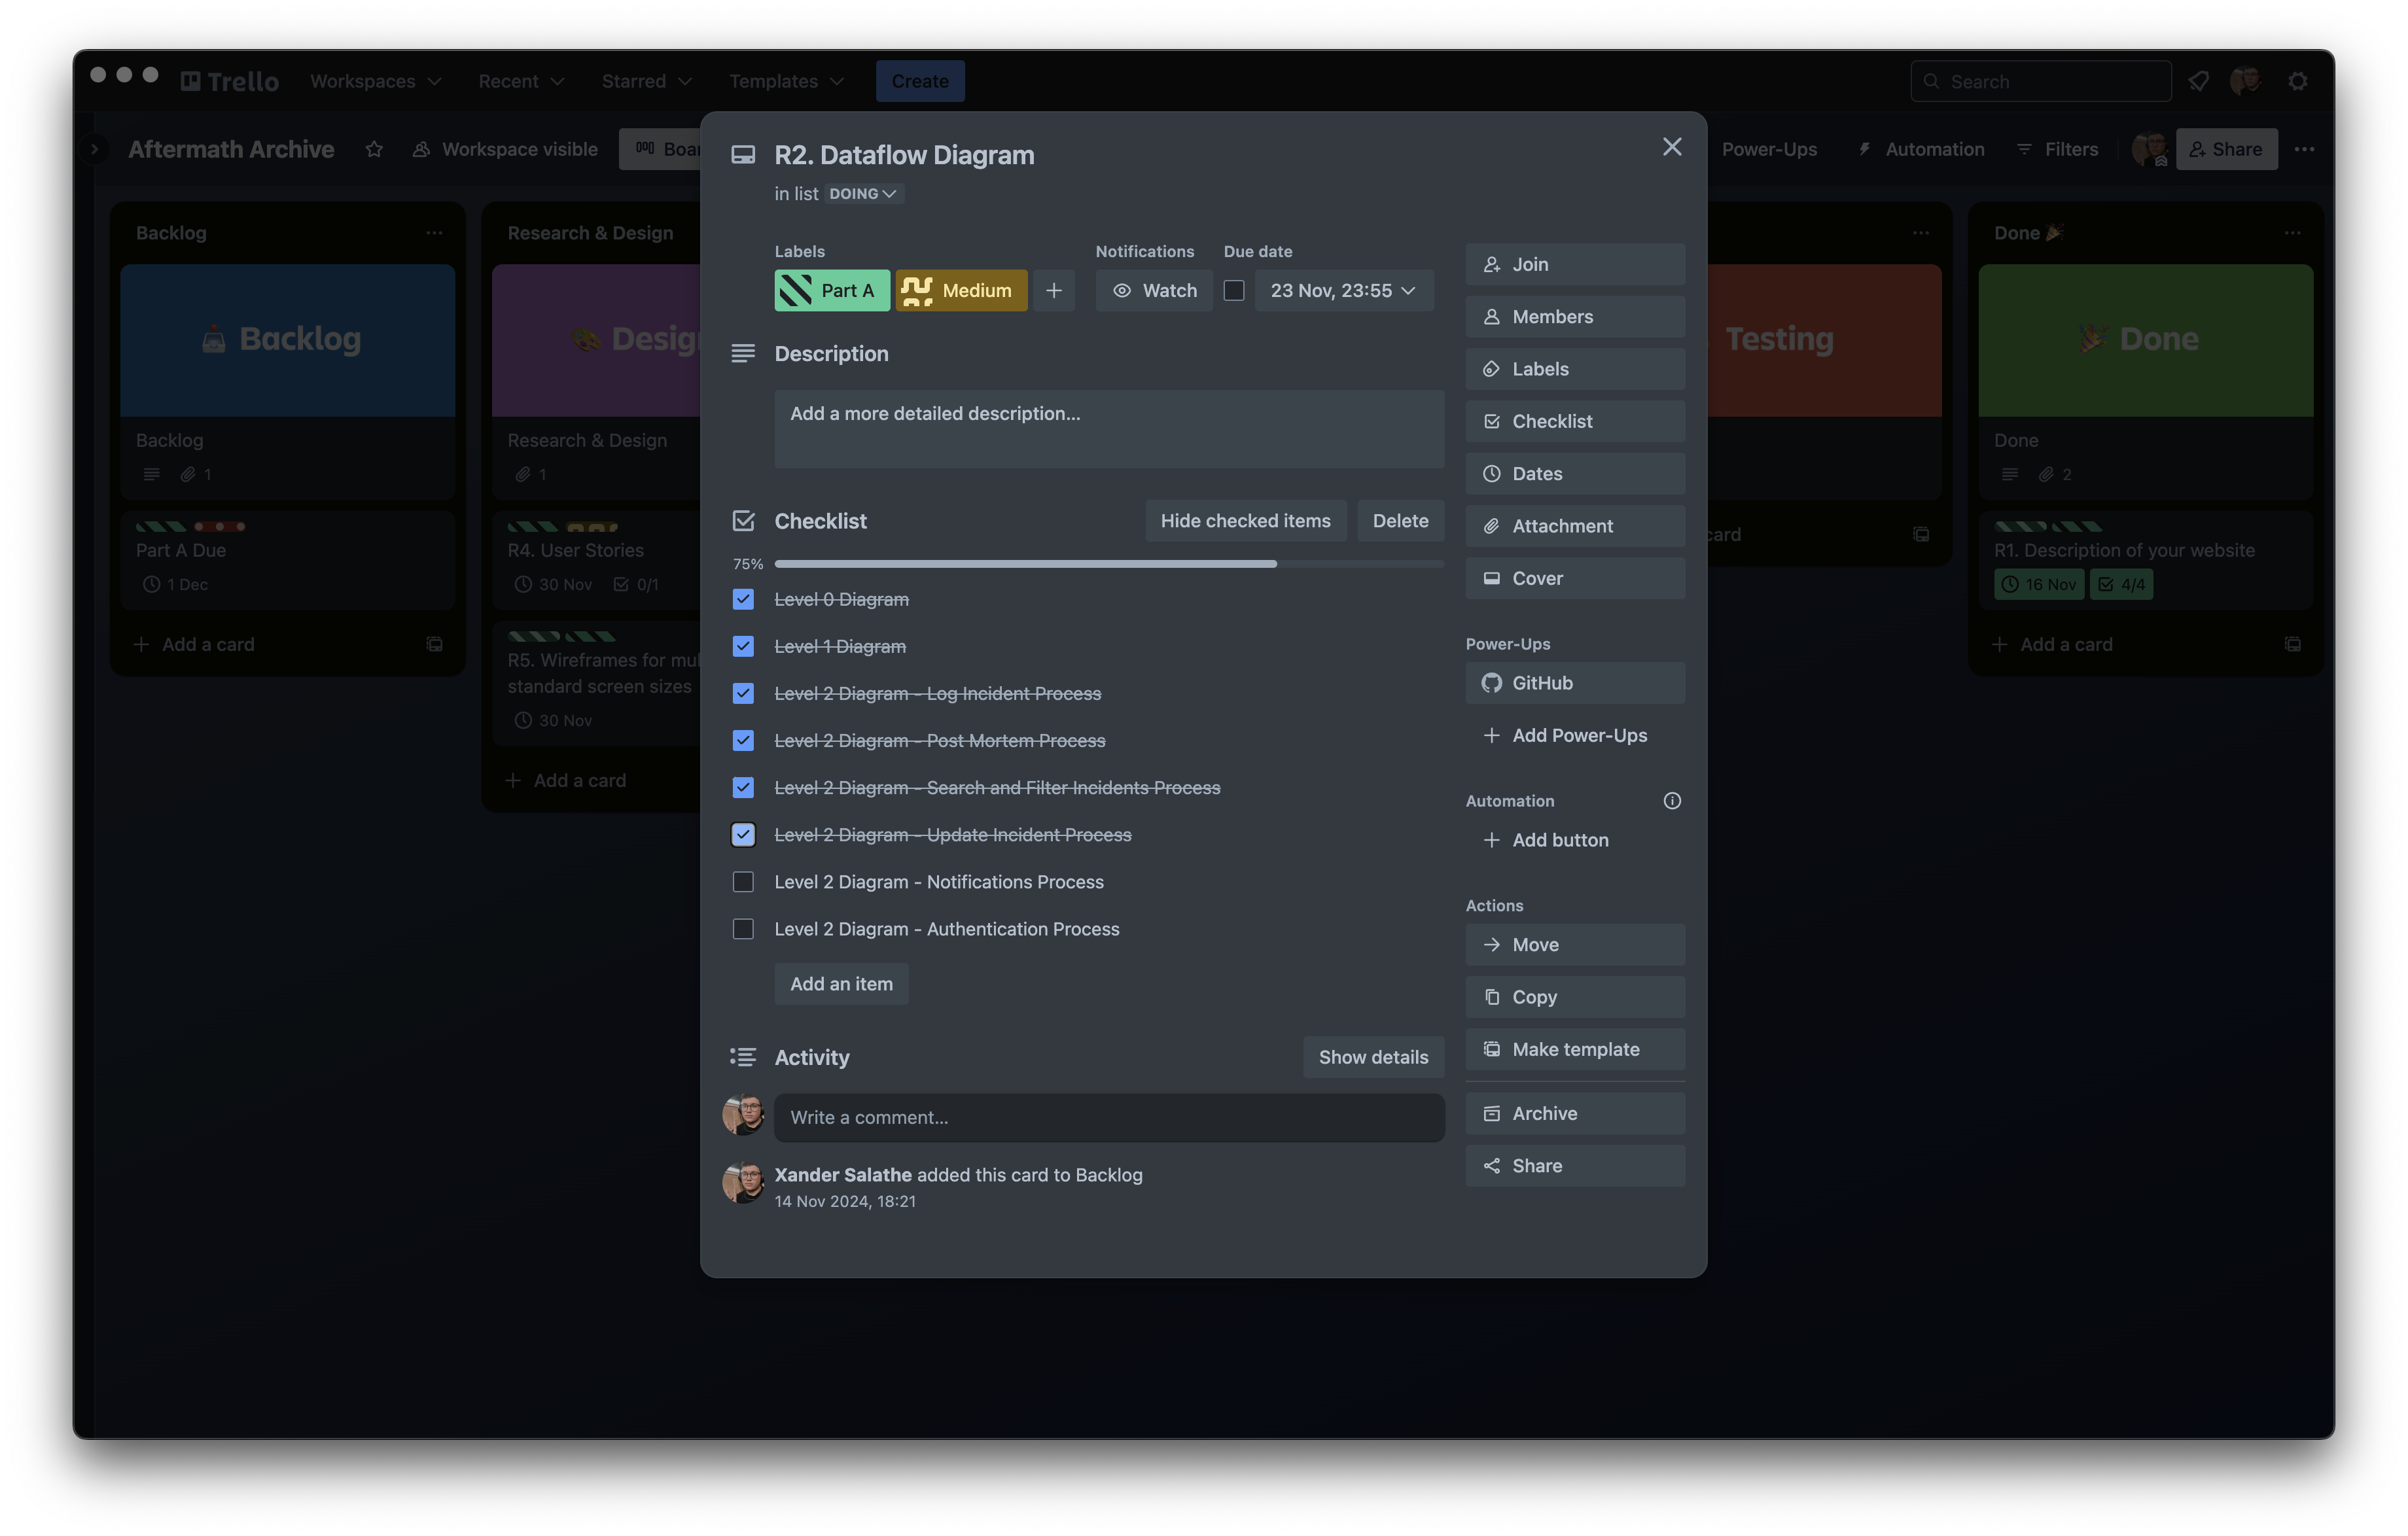 Trello
Workspaces
Recent
Starred
Templates
Create
Search
Aftermath Archive
Workspace visible
Boar
Power-Ups
Automation
Filters
Share
Backlog
Backlog
Backlog
1
Part A Due
1 Dec
Add a card
Research & Design
Desig
Research & Design
1
R4. User Stories
30 Nov
0/1
R5. Wireframes for mul
standard screen sizes
30 Nov
Add a card
R2. Dataflow Diagram
in list DOING
Labels
Part A
Medium
Notifications
Watch
Due date
23 Nov, 23:55
Description
Add a more detailed description...
Checklist
Hide checked items
Delete
75%
Level 0 Diagram
Level 1 Diagram
Level 2 Diagram - Log Incident Process
Level 2 Diagram - Post Mortem Process
Level 2 Diagram - Search and Filter Incidents Process
Level 2 Diagram - Update Incident Process
Level 2 Diagram - Notifications Process
Level 2 Diagram - Authentication Process
Add an item
Activity
Show details
Write a comment...
Xander Salathe added this card to Backlog
14 Nov 2024, 18:21
Join
Members
Labels
Checklist
Dates
Attachment
Cover
Power-Ups
GitHub
Add Power-Ups
Automation
Add button
Actions
Move
Copy
Make template
Archive
Share
Testing
card
Done
Done
Done
2
R1. Description of your website
16 Nov
4/4
Add a card